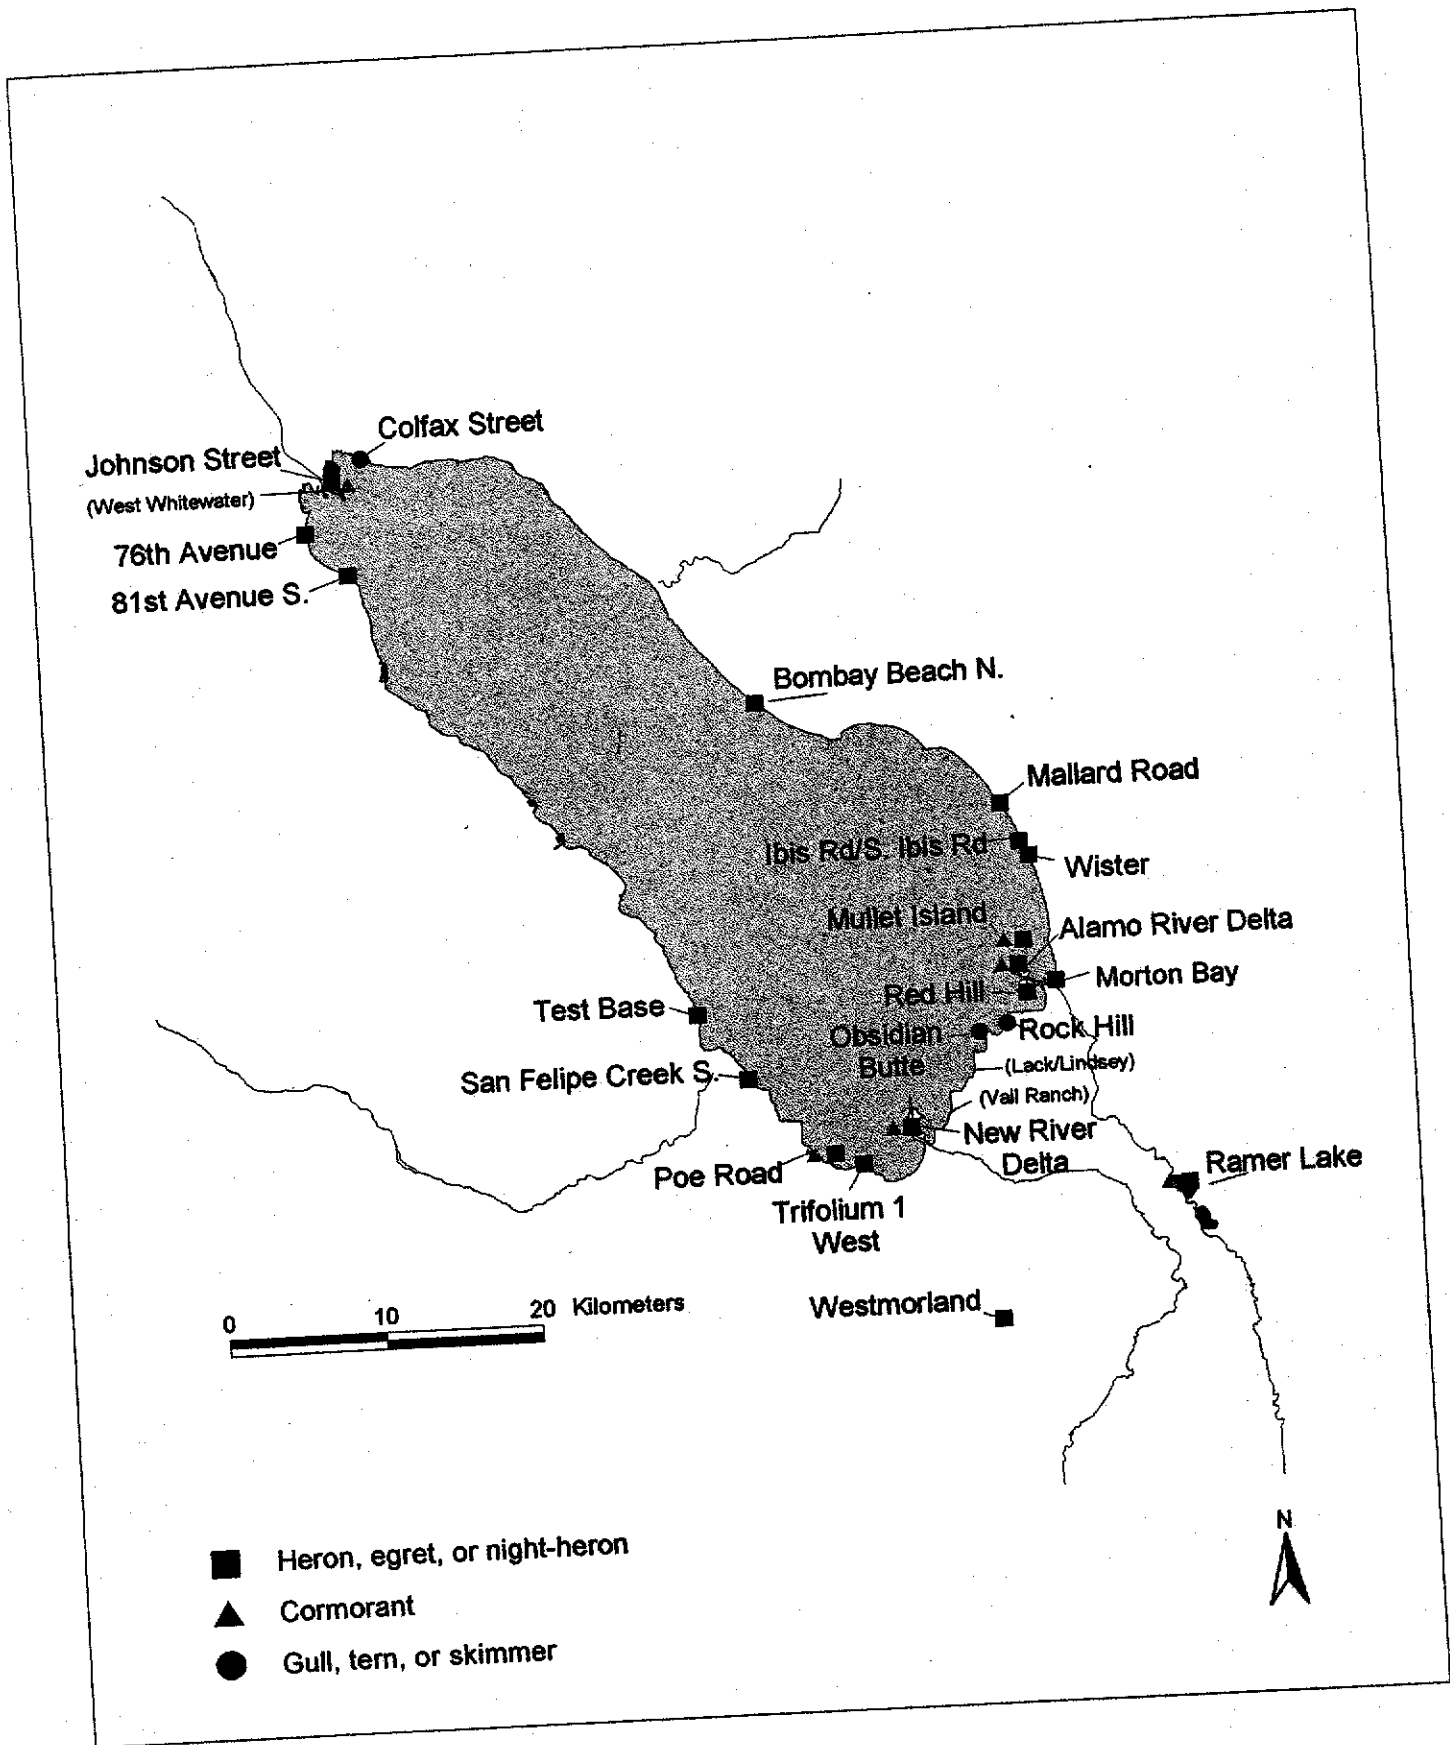 Colfax Street
Johnson Street
(West Whitewater)
76th Avenue
81st Avenue S.
Bombay Beach N.
Mallard Road
Ibis Rd/S. Ibis Rd
Wister
Mullet Island
Alamo River Delta
Morton Bay
Red Hill
Test Base
Obsidian
Butte
Rock Hill
(Lack/Lindsey)
San Felipe Creek S.
(Vail Ranch)
New River
Delta
Poe Road
Ramer Lake
Trifolium 1
West
Westmorland
0 10 20 Kilometers
N
Heron, egret, or night-heron
Cormorant
Gull, tern, or skimmer